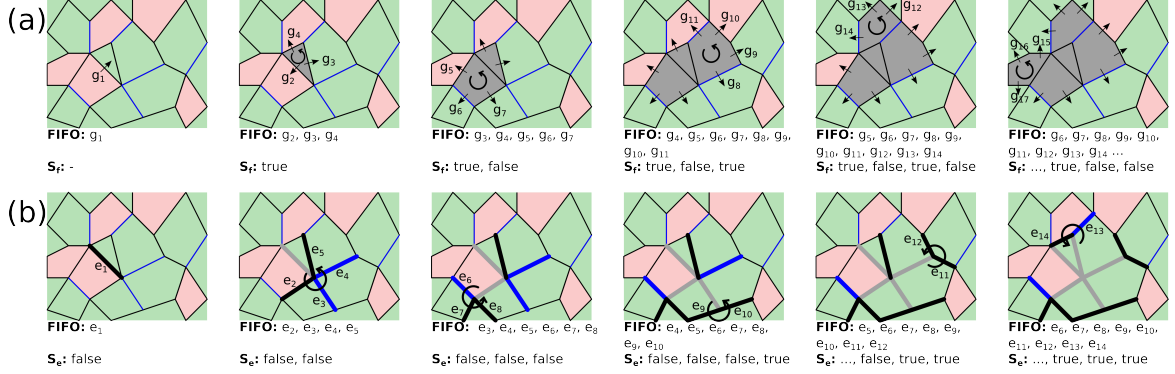 (a)
g1
g4
g3
g2
g5
g6
g7
g11
g10
g9
g8
g13
g12
g14
g16
g15
g17
FIFO: g1
Sf: -
FIFO: g2, g3, g4
Sf: true
FIFO: g3, g4, g5, g6, g7
Sf: true, false
FIFO: g4, g5, g6, g7, g8, g9,
g10, g11
Sf: true, false, true
FIFO: g5, g6, g7, g8, g9,
g10, g11, g12, g13, g14
Sf: true, false, true, false
FIFO: g6, g7, g8, g9, g10,
g11, g12, g13, g14 ...
Sf: ..., true, false, true
(b)
e1
e5
e2
e4
e3
e6
e7
e8
e9
e10
e12
e11
e14
e13
FIFO: e1
Se: false
FIFO: e2, e3, e4, e5
Se: false, false
FIFO: e3, e4, e5, e6, e7, e8
Se: false, false, false
FIFO: e4, e5, e6, e7, e8,
e9, e10
Se: false, false, false, true
FIFO: e5, e6, e7, e8, e9,
e10, e11, e12
Se: ..., false, true, true
FIFO: e6, e7, e8, e9, e10,
e11, e12, e13, e14
Se: ..., true, true, true